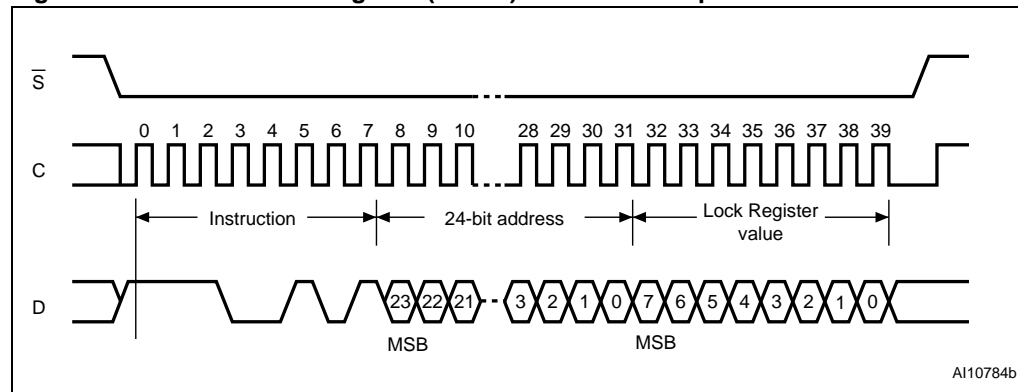 S
0 1 2 3 4 5 6 7 8 9 10 28 29 30 31 32 33 34 35 36 37 38 39
C
Instruction 24-bit address Lock Register
value
D 23 22 21 3 2 1 0 7 6 5 4 3 2 1 0
MSB MSB
AI10784b